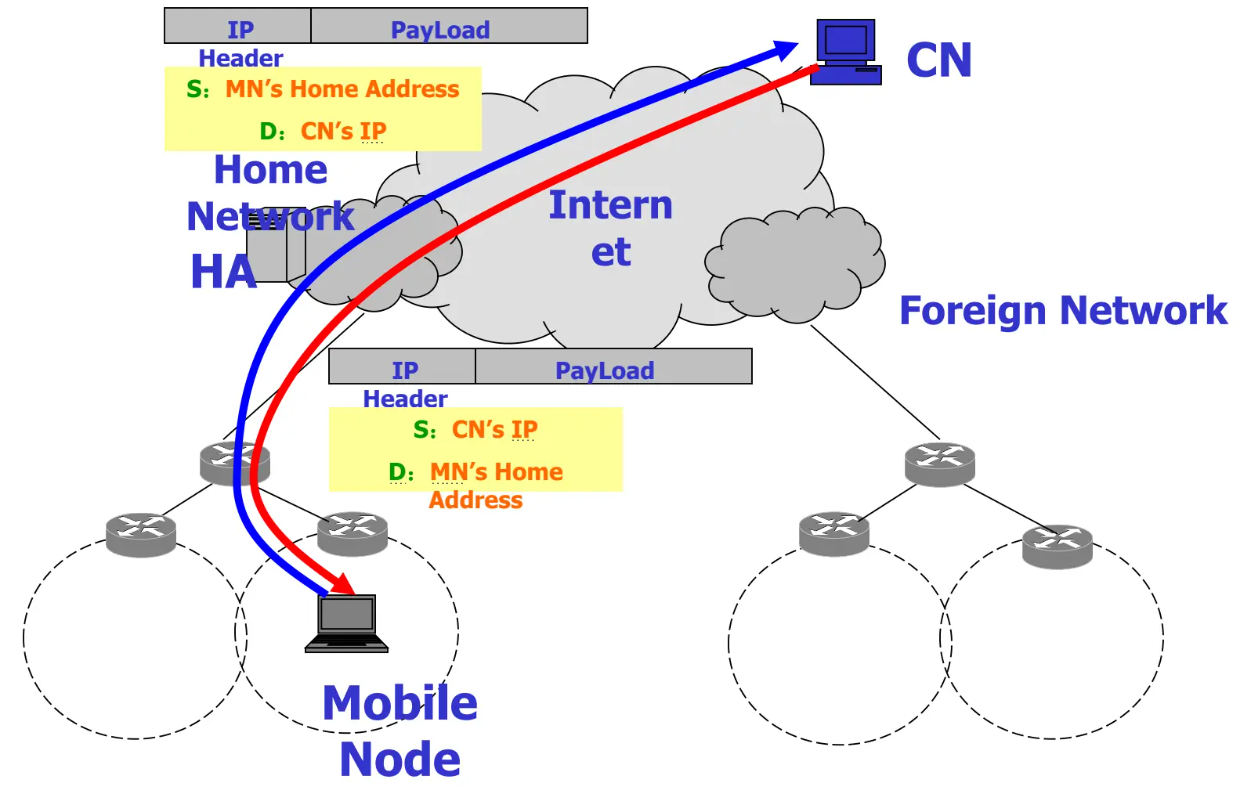 IP
Header
PayLoad
S：MN’s Home Address
D：CN’s IP
CN
Home
Network
HA
Intern
et
Foreign Network
IP
Header
PayLoad
S：CN’s IP
D：MN’s Home
Address
Mobile
Node